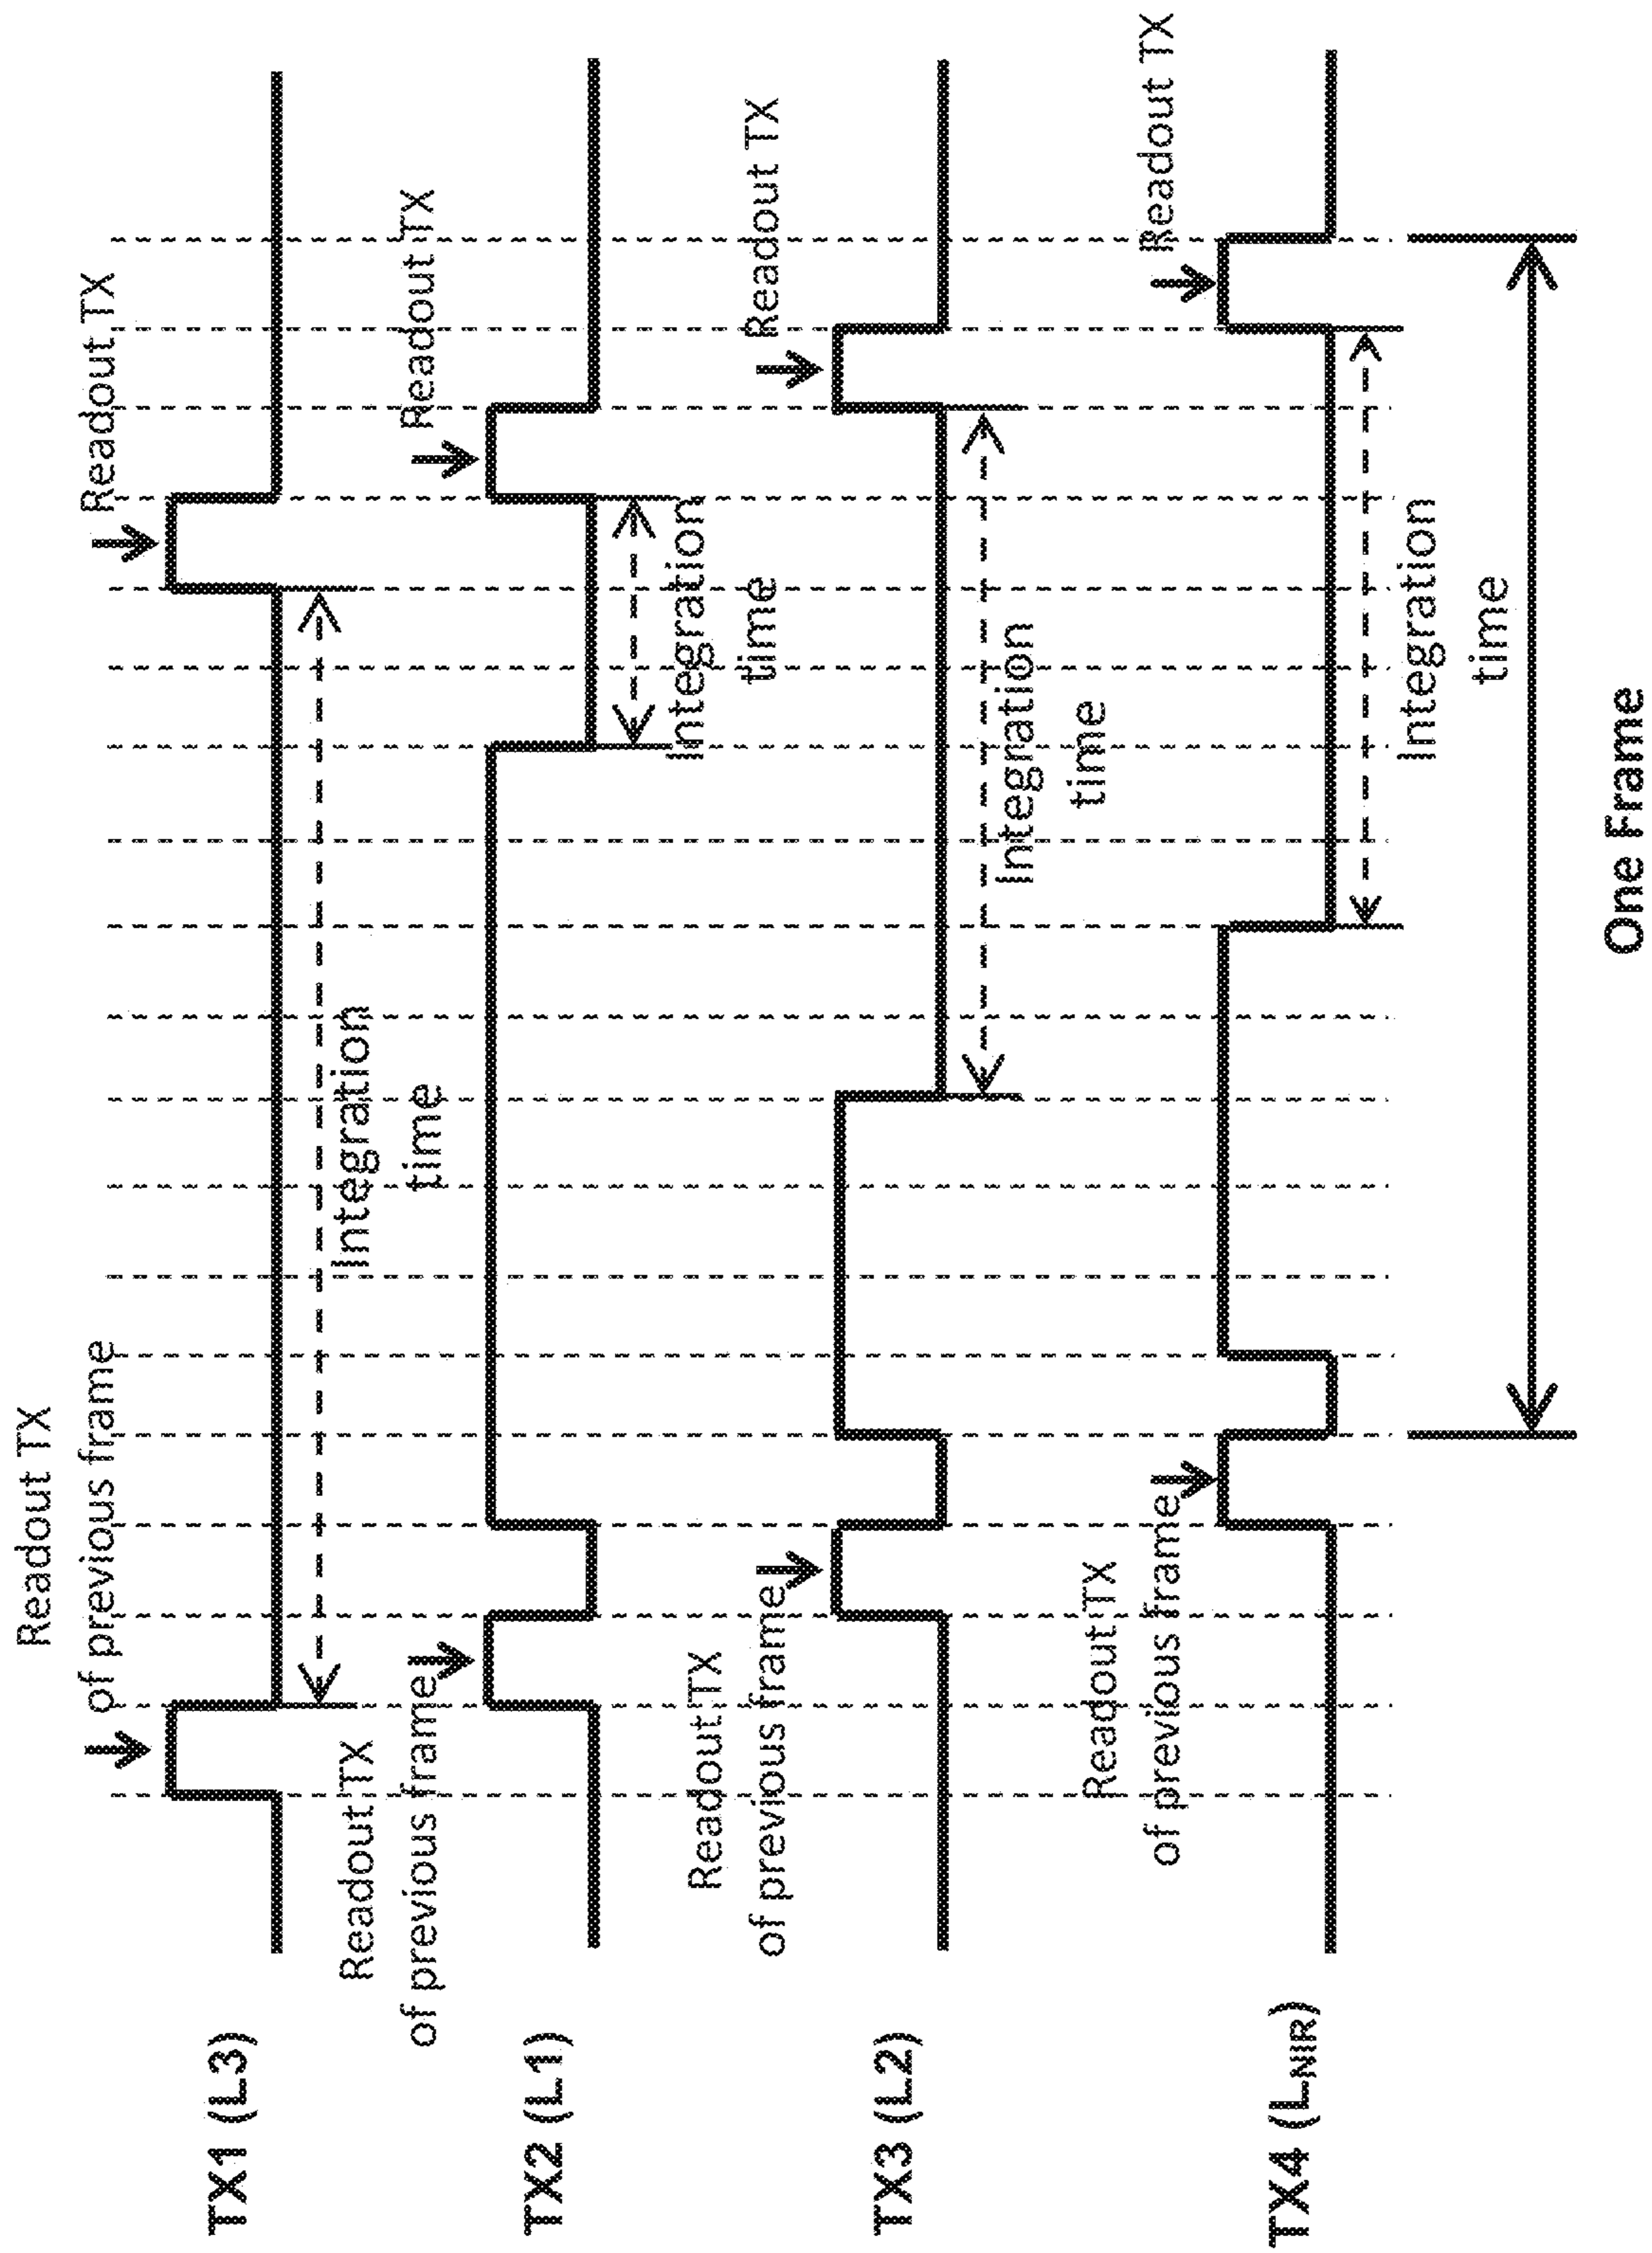 Readout TX
of previous frame
Readout TX
TX1 (L3)
Integration
time
Readout TX
of previous frame
Readout TX
TX2 (L1)
Integration
time
Readout TX
of previous frame
Readout TX
TX3 (L2)
Integration
time
Readout TX
of previous frame
Readout TX
TX4 (LNIR)
Integration
time
One Frame